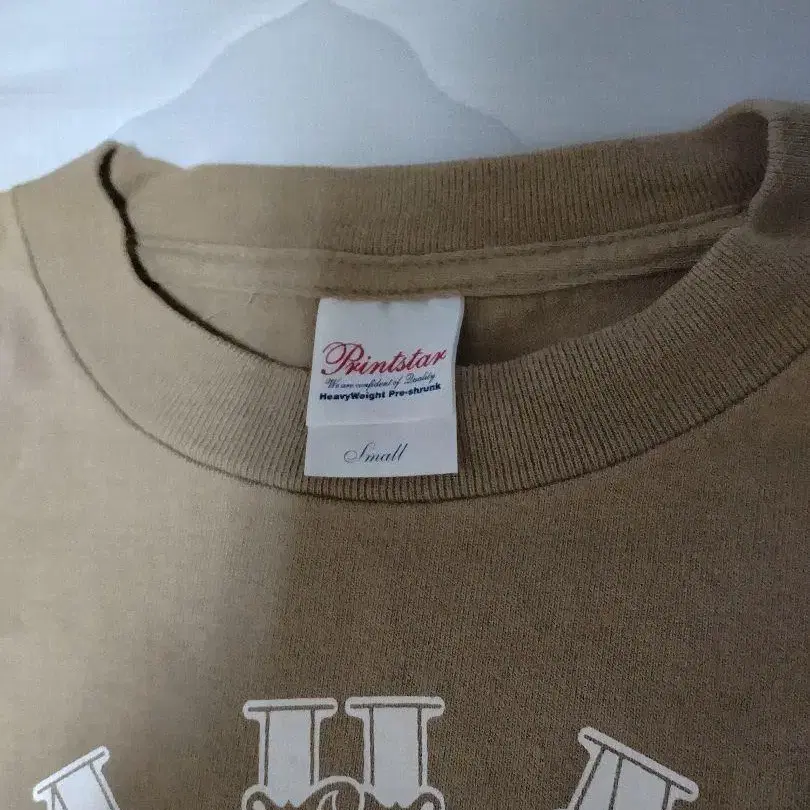 Printstar
We are confident of Quality
HeavyWeight Pre-shrunk
Small